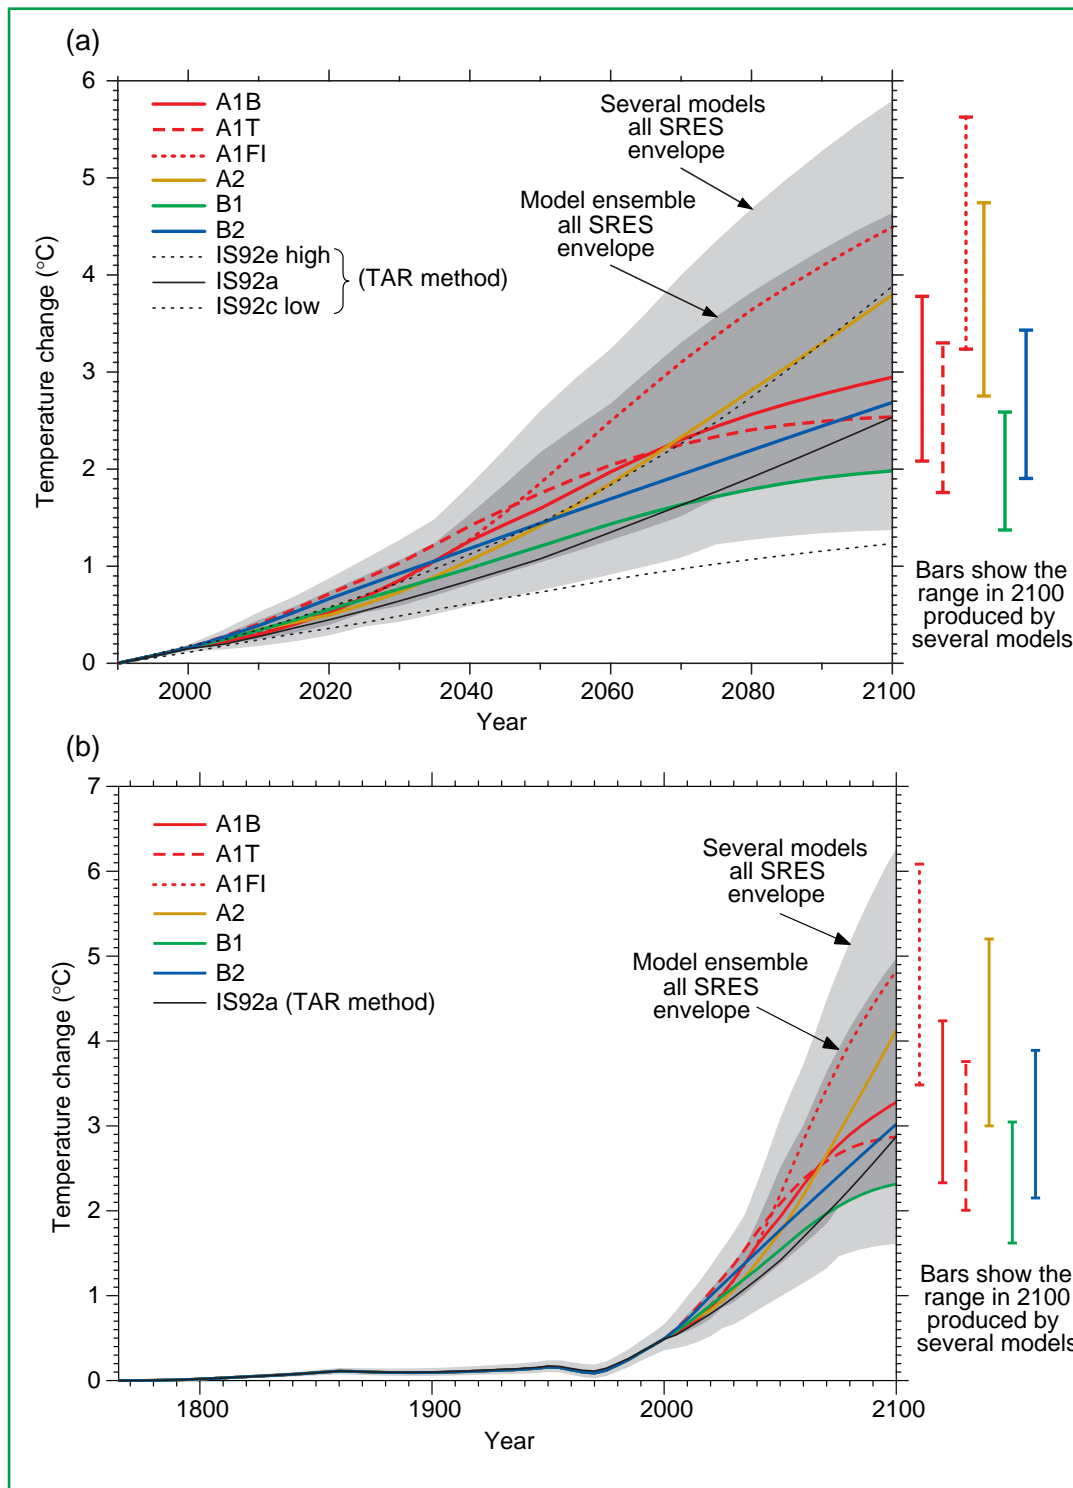 (a)
6
5
4
3
2
1
0
Temperature change (°C)
A1B
A1T
A1FI
A2
B1
B2
IS92e high
IS92a
IS92c low
(TAR method)
Several models
all SRES
envelope
Model ensemble
all SRES
envelope
2000
2020
2040
2060
2080
2100
Year
Bars show the
range in 2100
produced by
several models
(b)
7
6
5
4
3
2
1
0
Temperature change (°C)
A1B
A1T
A1FI
A2
B1
B2
IS92a (TAR method)
Several models
all SRES
envelope
Model ensemble
all SRES
envelope
1800
1900
2000
2100
Year
Bars show the
range in 2100
produced by
several models